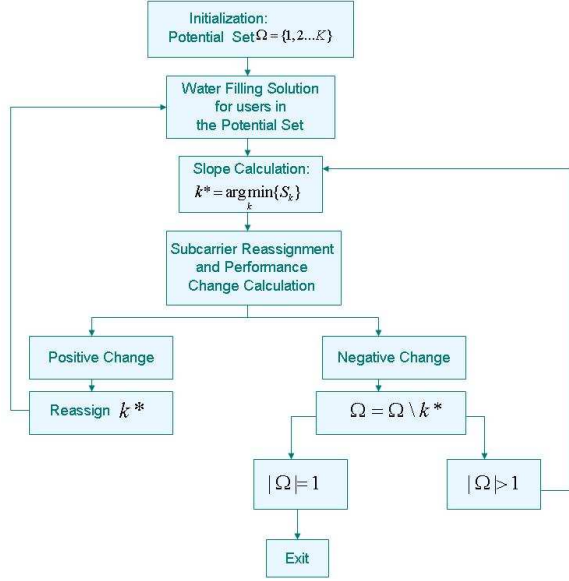 Initialization:
Potential Set Ω = {1,2...K}
Water Filling Solution
for users in
the Potential Set
Slope Calculation:
k* = arg min{S_k}
k
Subcarrier Reassignment
and Performance
Change Calculation
Positive Change
Negative Change
Reassign k*
Ω = Ω \ k*
|Ω|= 1
|Ω|> 1
Exit